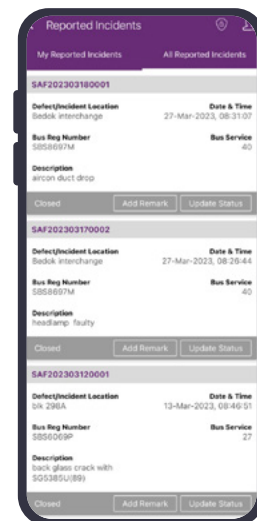 Reported Incidents
My Reported Incidents All Reported Incidents
SAF202303180001
Defect/Incident Location Date & Time
Bedok interchange 27-Mar-2023, 08:31:07
Bus Reg Number Bus Service
SBS8697M 40
Description
aircon duct drop
Closed Add Remark Update Status
SAF202303170002
Defect/Incident Location Date & Time
Bedok interchange 27-Mar-2023, 08:26:44
Bus Reg Number Bus Service
SBS8697M 40
Description
headlamp faulty
Closed Add Remark Update Status
SAF202303120001
Defect/Incident Location Date & Time
blk 298A 13-Mar-2023, 08:46:51
Bus Reg Number Bus Service
SBS6069P 27
Description
back glass crack with
SG5385U(89)
Closed Add Remark Update Status